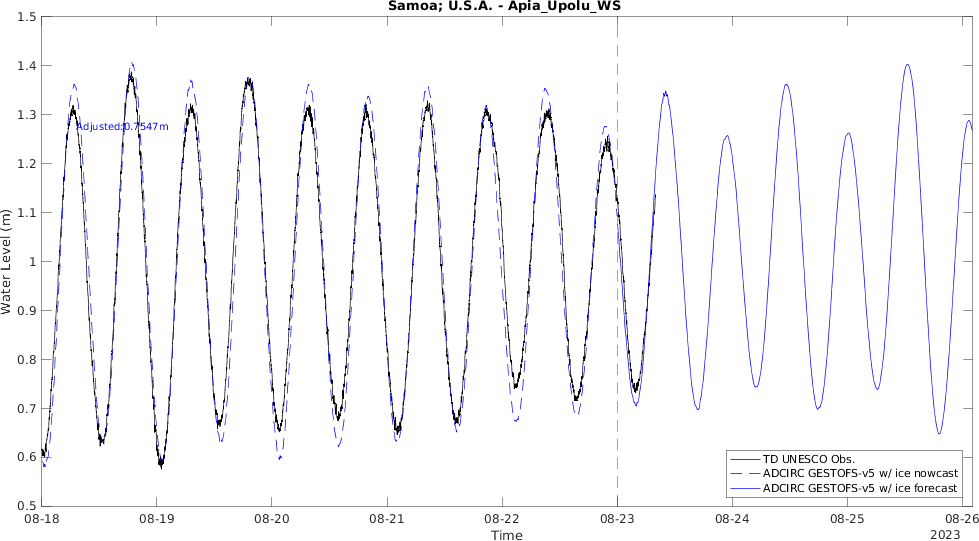 Samoa; U.S.A. - Apia_Upolu_WS
Water Level (m)
1.5
1.4
1.3
1.2
1.1
1
0.9
0.8
0.7
0.6
0.5
Adjusted:0.7547m
TD UNESCO Obs.
ADCIRC GESTOFS-v5 w/ ice nowcast
ADCIRC GESTOFS-v5 w/ ice forecast
08-18 08-19 08-20 08-21 08-22 08-23 08-24 08-25 08-26
Time
2023